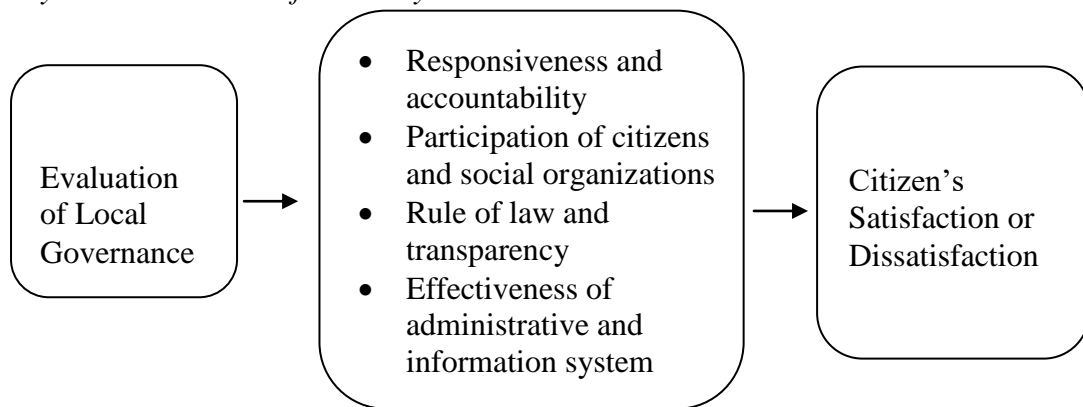 Evaluation
of Local
Governance
• Responsiveness and
accountability
• Participation of citizens
and social organizations
• Rule of law and
transparency
• Effectiveness of
administrative and
information system
Citizen's
Satisfaction or
Dissatisfaction